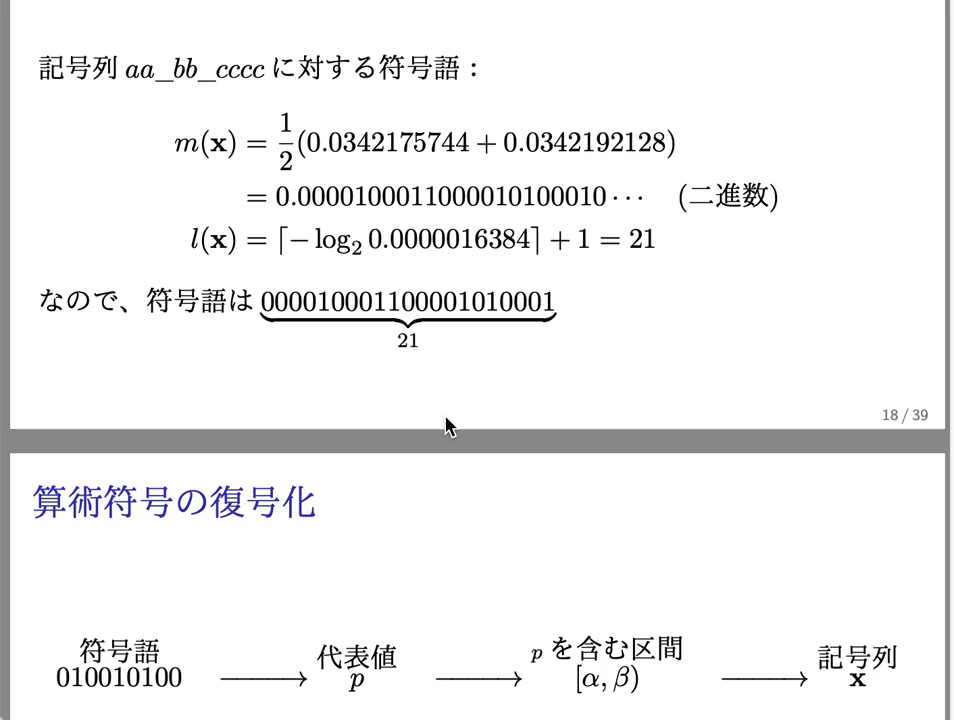 記号列 aa_bb_cccc に対する符号語：
m(x) = 1/2(0.0342175744 + 0.0342192128)
= 0.0000100011000010100010⋯ (二進数)
l(x) = ⌈− log₂ 0.0000016384⌉ + 1 = 21
なので、符号語は 000010001100001010001
21
18 / 39
算術符号の復号化
符号語 代表値 p を含む区間 記号列
010010100 ⟶ p ⟶ [α, β) ⟶ x